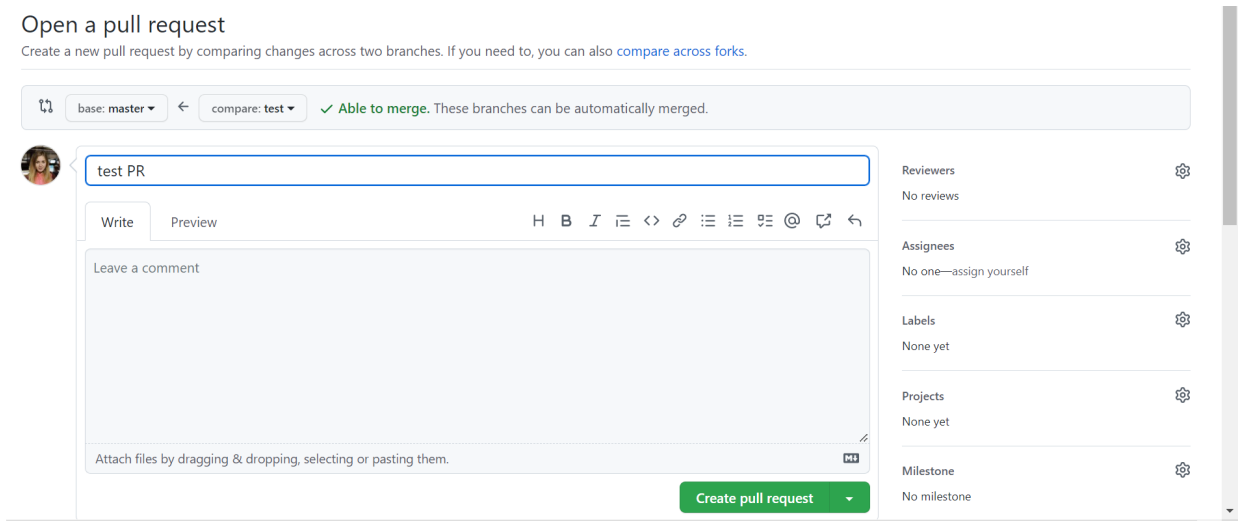 Open a pull request
Create a new pull request by comparing changes across two branches. If you need to, you can also compare across forks.
base: master compare: test Able to merge. These branches can be automatically merged.
test PR
Write Preview
Leave a comment
Attach files by dragging & dropping, selecting or pasting them.
Create pull request
Reviewers
No reviews
Assignees
No one—assign yourself
Labels
None yet
Projects
None yet
Milestone
No milestone